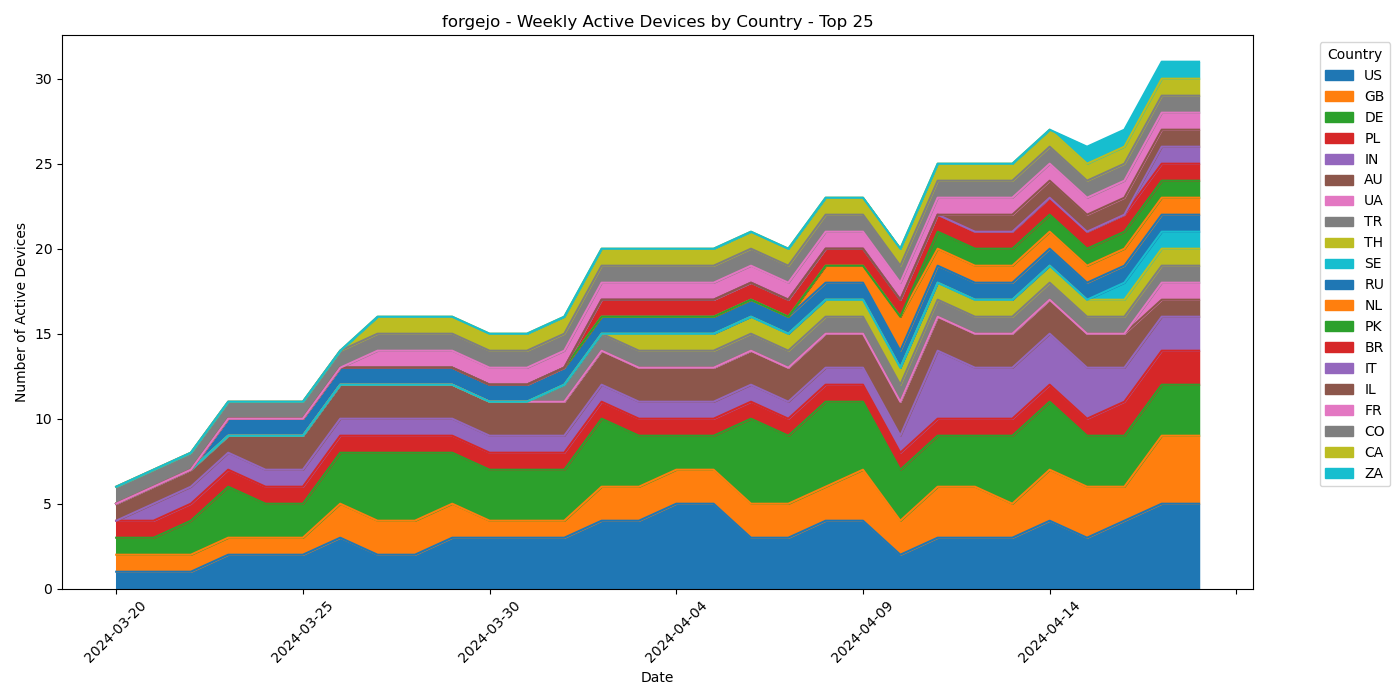 forgejo - Weekly Active Devices by Country - Top 25
Number of Active Devices
30
25
20
15
10
5
0
2024-03-20
2024-03-25
2024-03-30
2024-04-04
2024-04-09
2024-04-14
Date
Country
US
GB
DE
PL
IN
AU
UA
TR
TH
SE
RU
NL
PK
BR
IT
IL
FR
CO
CA
ZA